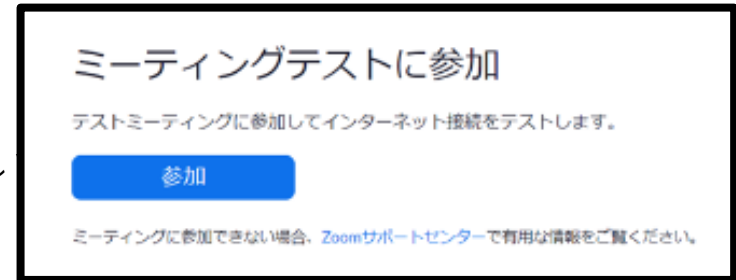 ミーティングテストに参加
テストミーティングに参加してインターネット接続をテストします。
参加
ミーティングに参加できない場合、Zoomサポートセンターで有用な情報をご覧ください。